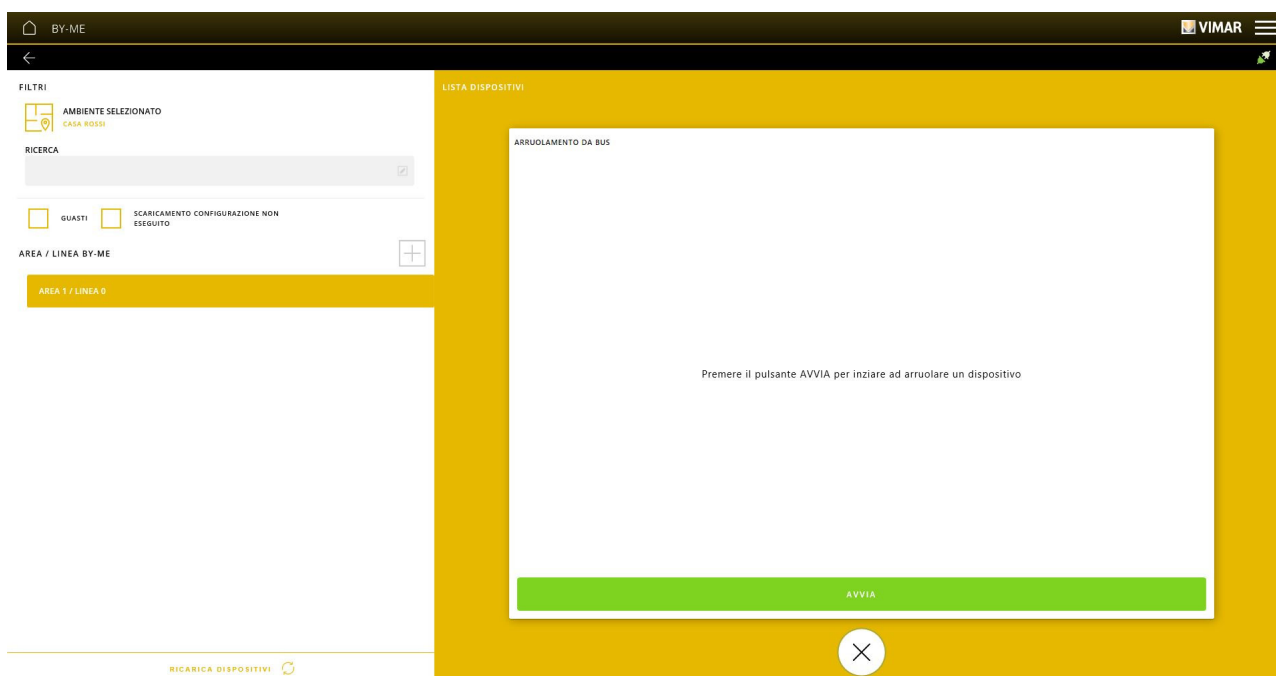 BY-ME
VIMAR
FILTRI
AMBIENTE SELEZIONATO
CASA ROSSI
RICERCA
GUASTI
SCARICAMENTO CONFIGURAZIONE NON
ESEGUITO
AREA / LINEA BY-ME
AREA 1 / LINEA 0
RICARICA DISPOSITIVI
LISTA DISPOSITIVI
ARRUOLAMENTO DA BUS
Premere il pulsante AVVIA per inziare ad arruolare un dispositivo
AVVIA